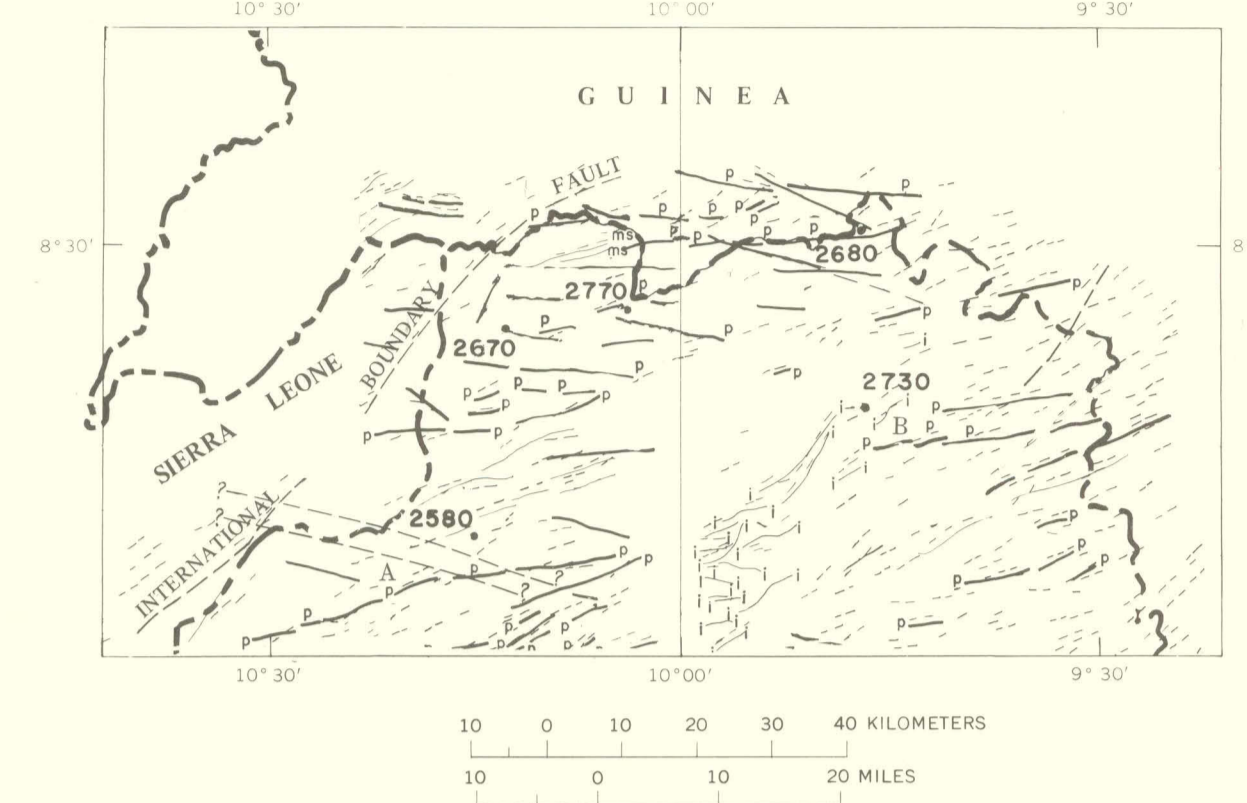 10° 30′ 10° 00′ 9° 30′
GUINEA
FAULT
p p
p p p p
p p p p p
ms
ms
8° 30′ 8
2680
p
2770
p
p
p p
BOUNDARY
2670
i
p
p
2730
p p p p
i i p
LEONE
p B p p
p p i i p
SIERRA
i
?
?
i i
INTERNATIONAL
2580
i i i p
p p i i p p
A p ? i i i p
p ? i i i
p p p i i p
p p p i i
10° 30′ 10° 00′ 9° 30′
10 0 10 20 30 40 KILOMETERS
10 0 10 20 MILES